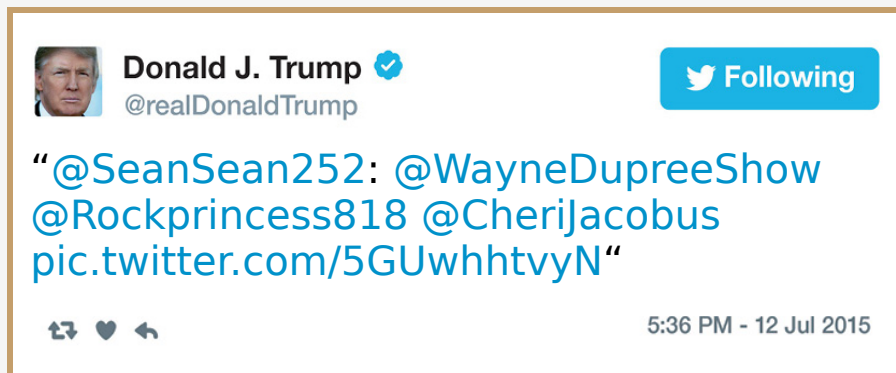 Donald J. Trump
@realDonaldTrump
Following
“@SeanSean252: @WayneDupreeShow
@Rockprincess818 @CheriJacobus
pic.twitter.com/5GUwhhtvyN“
5:36 PM - 12 Jul 2015